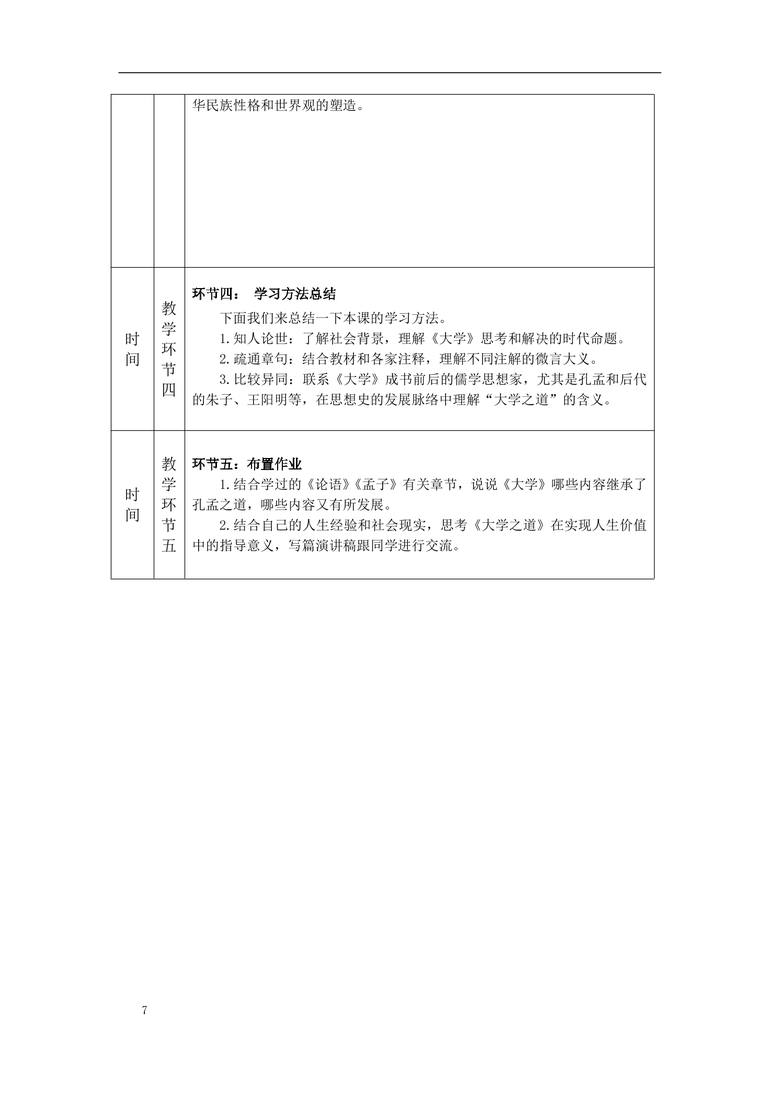 华民族性格和世界观的塑造。
时
间
教
学
环
节
四
环节四： 学习方法总结
下面我们来总结一下本课的学习方法。
1.知人论世：了解社会背景，理解《大学》思考和解决的时代命题。
2.疏通章句：结合教材和各家注释，理解不同注解的微言大义。
3.比较异同：联系《大学》成书前后的儒学思想家，尤其是孔孟和后代
的朱子、王阳明等，在思想史的发展脉络中理解“大学之道”的含义。
时
间
教
学
环
节
五
环节五：布置作业
1.结合学过的《论语》《孟子》有关章节，说说《大学》哪些内容继承了
孔孟之道，哪些内容又有所发展。
2.结合自己的人生经验和社会现实，思考《大学之道》在实现人生价值
中的指导意义，写篇演讲稿跟同学进行交流。
7